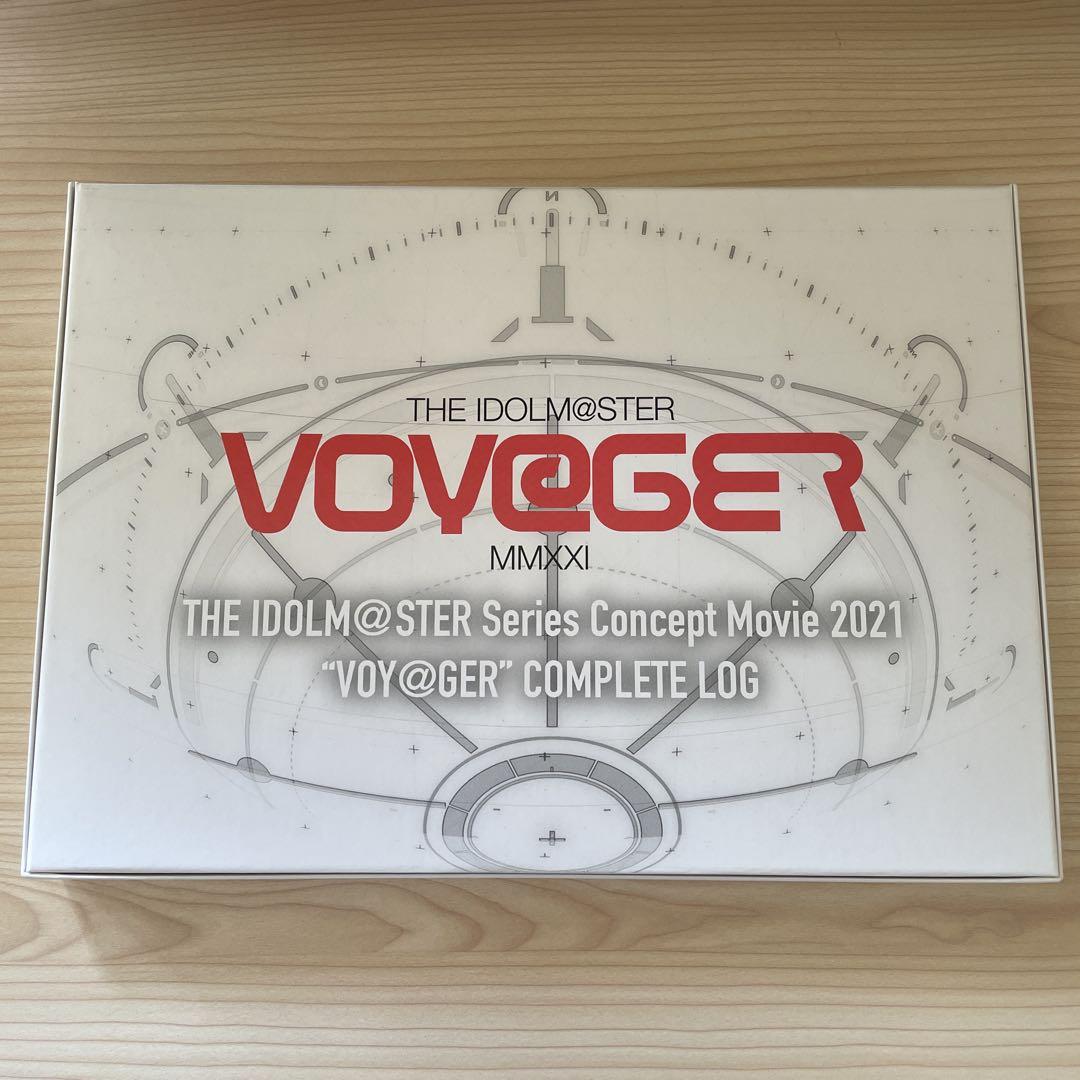 THE IDOLM@STER
VOY@GER
MMXXI
THE IDOLM@STER Series Concept Movie 2021
“VOY@GER” COMPLETE LOG